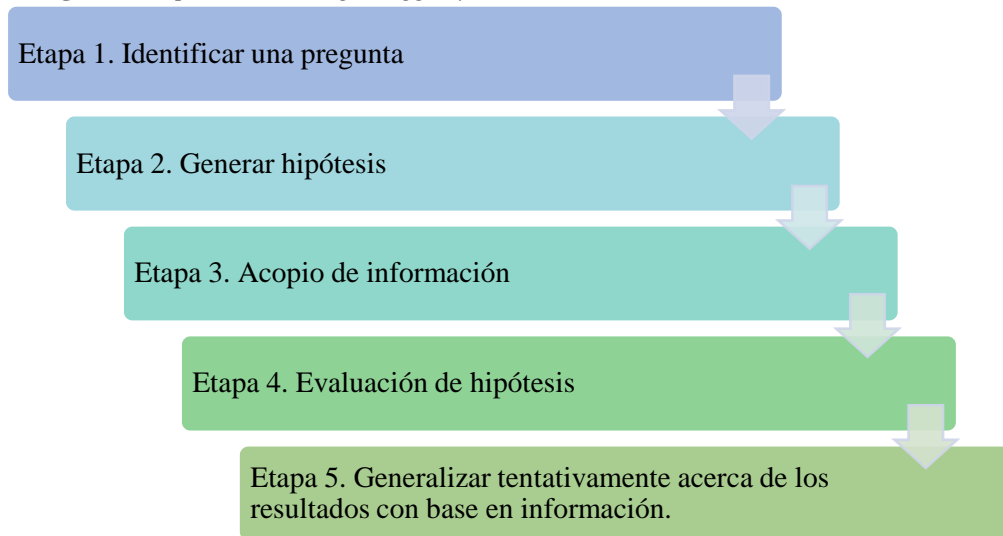 Etapa 1. Identificar una pregunta
Etapa 2. Generar hipótesis
Etapa 3. Acopio de información
Etapa 4. Evaluación de hipótesis
Etapa 5. Generalizar tentativamente acerca de los
resultados con base en información.